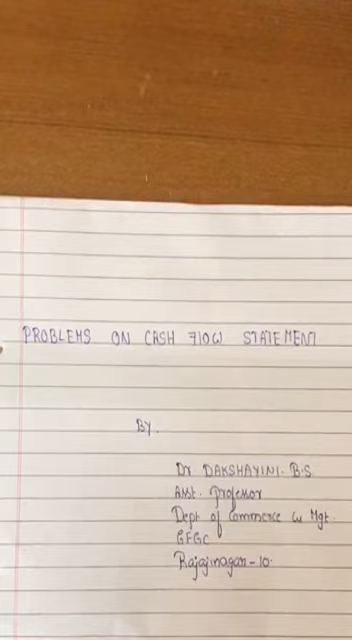 PROBLEMS ON CASH FLOW STATEMENT
BY.
Dr DAKSHAYINI. B.S
Asst. Professor
Dept of Commerce & Mgt.
GFGC
Rajajinagar-10.